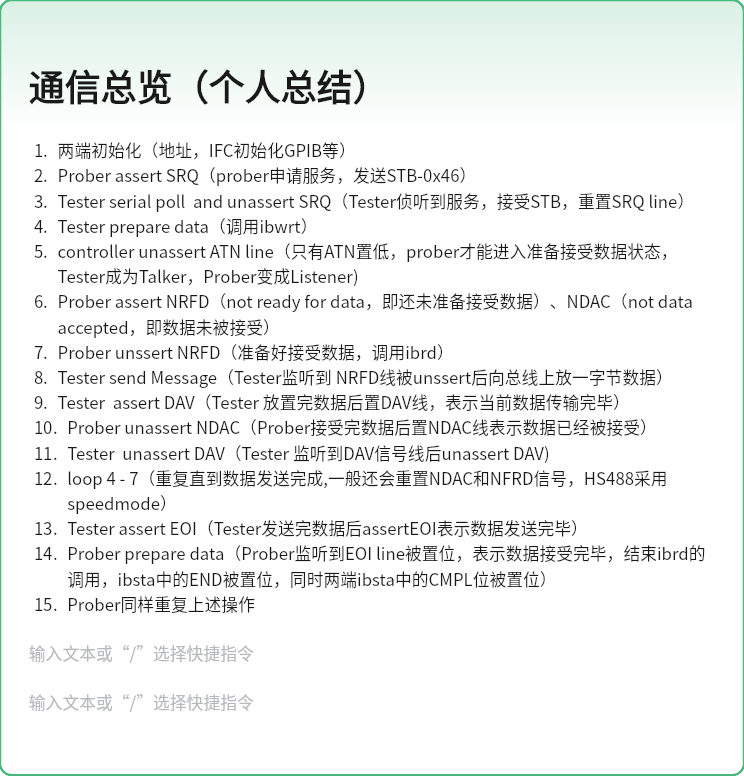 通信总览（个人总结）
1. 两端初始化（地址，IFC初始化GPIB等）
2. Prober assert SRQ（prober申请服务，发送STB-0x46）
3. Tester serial poll  and unassert SRQ（Tester侦听到服务，接受STB，重置SRQ line）
4. Tester prepare data（调用ibwrt）
5. controller unassert ATN line（只有ATN置低，prober才能进入准备接受数据状态，
Tester成为Talker，Prober变成Listener)
6. Prober assert NRFD（not ready for data，即还未准备接受数据）、NDAC（not data
accepted，即数据未被接受）
7. Prober unssert NRFD（准备好接受数据，调用ibrd）
8. Tester send Message（Tester监听到 NRFD线被unssert后向总线上放一字节数据）
9. Tester  assert DAV（Tester 放置完数据后置DAV线，表示当前数据传输完毕）
10. Prober unassert NDAC（Prober接受完数据后置NDAC线表示数据已经被接受）
11. Tester  unassert DAV（Tester 监听到DAV信号线后unassert DAV)
12. loop 4 - 7（重复直到数据发送完成,一般还会重置NDAC和NFRD信号，HS488采用
speedmode）
13. Tester assert EOI（Tester发送完数据后assertEOI表示数据发送完毕）
14. Prober prepare data（Prober监听到EOI line被置位，表示数据接受完毕，结束ibrd的
调用，ibsta中的END被置位，同时两端ibsta中的CMPL位被置位）
15. Prober同样重复上述操作
输入文本或“/”选择快捷指令
输入文本或“/”选择快捷指令